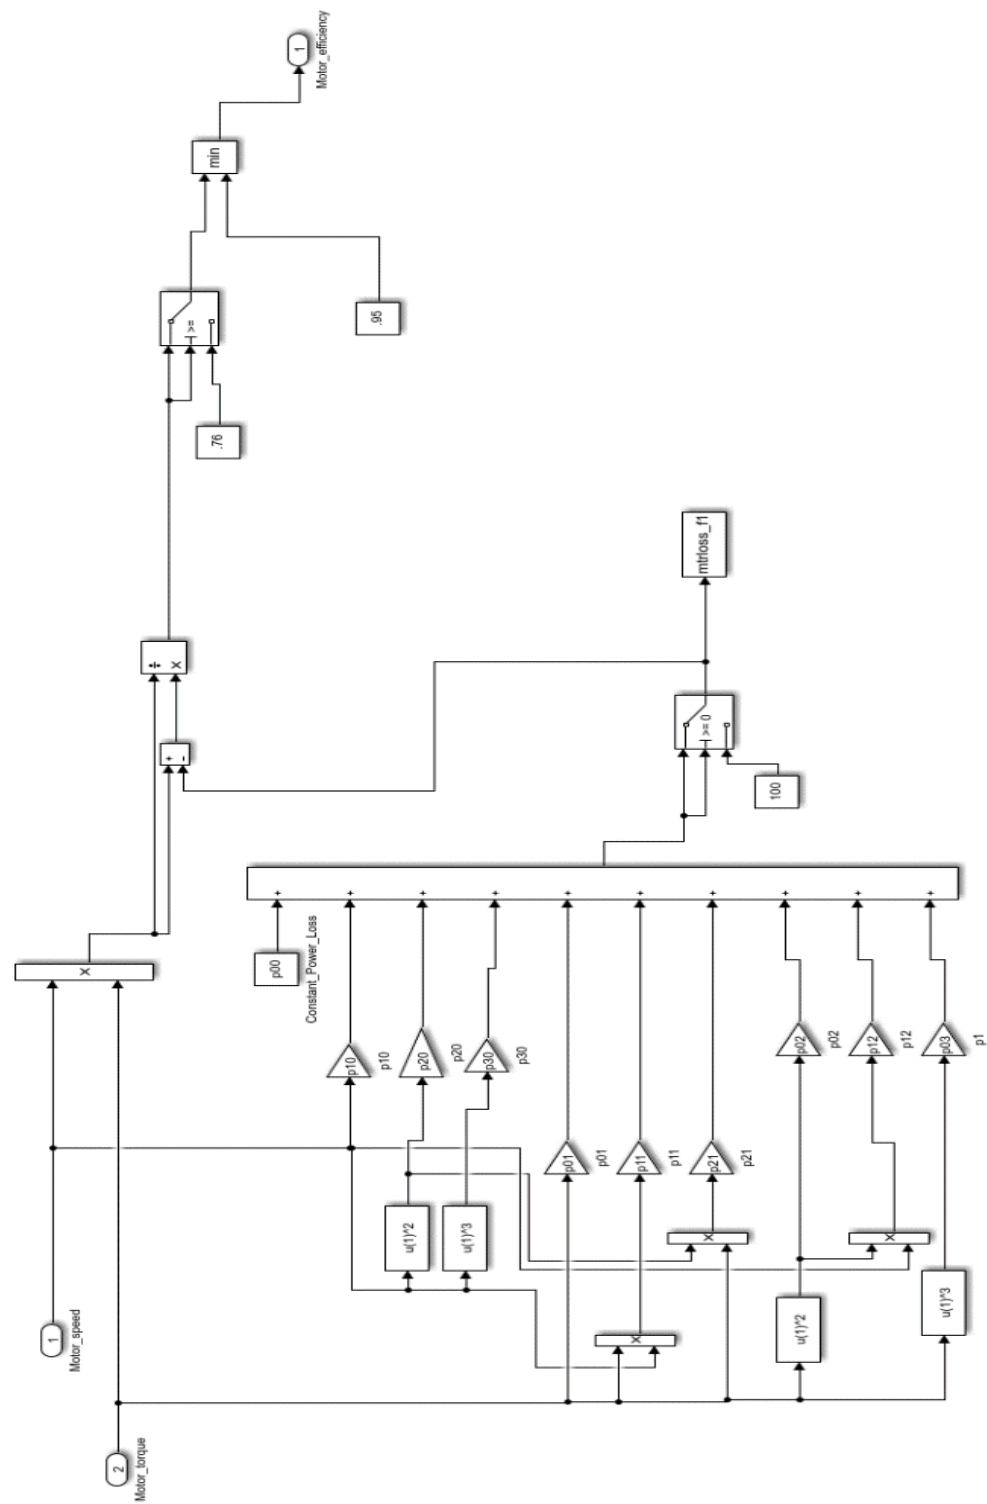 1
Motor_speed
2
Motor_torque
X
+
-
÷
X
.76
>=
.95
min
1
Motor_efficiency
u(1)^2
u(1)^3
X
X
u(1)^2
X
u(1)^3
p00
Constant_Power_Loss
p10
p10
p20
p20
p30
p30
p01
p01
p11
p11
p21
p21
p02
p02
p12
p12
p03
p1
+
+
+
+
+
+
+
+
+
+
100
>= 0
mtrloss_f1